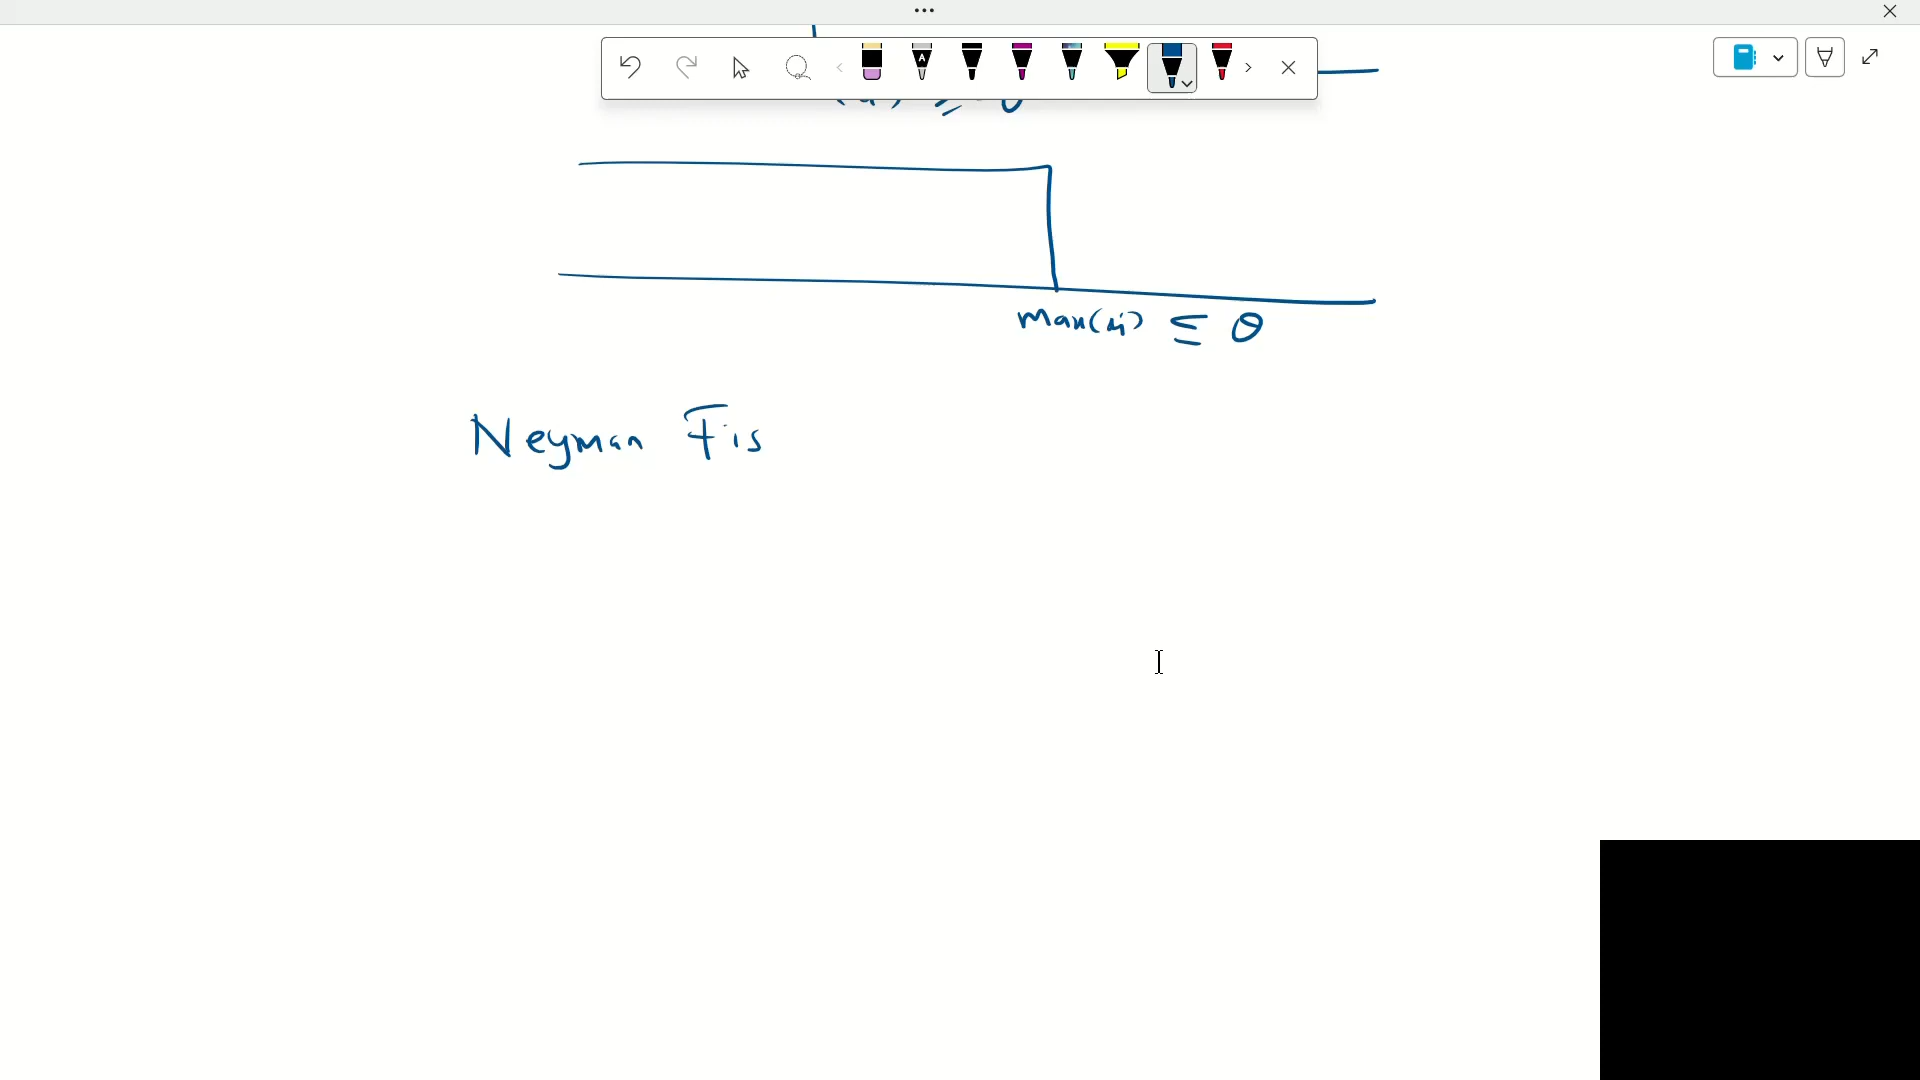 max(xi) ≤ θ
Neyman Fis